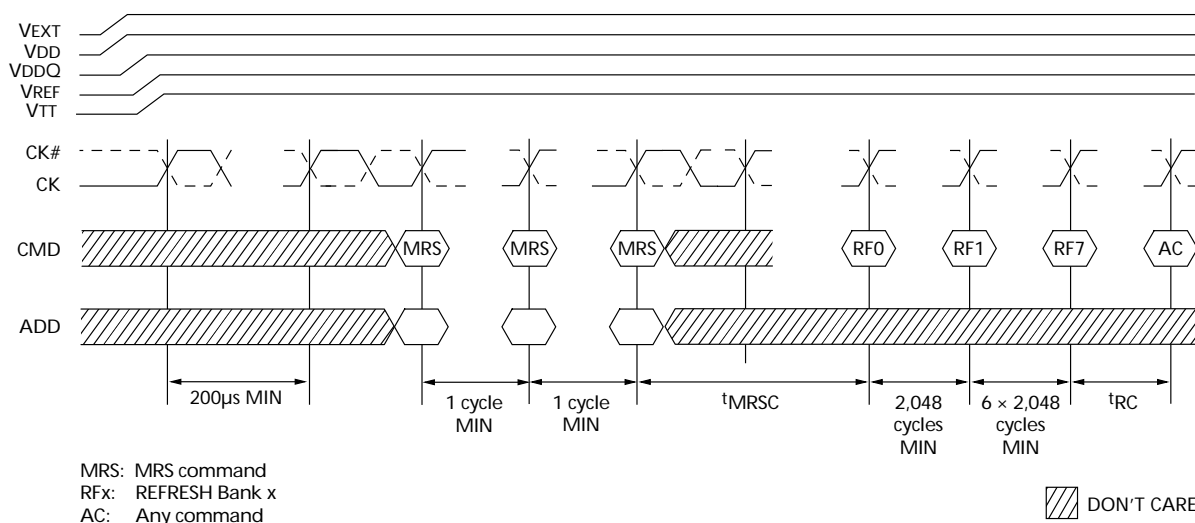 VEXT
VDD
VDDQ
VREF
VTT
CK#
CK
CMD
MRS MRS MRS RF0 RF1 RF7 AC
ADD
200µs MIN
1 cycle
MIN
1 cycle
MIN
tMRSC
2,048
cycles
MIN
6 × 2,048
cycles
MIN
tRC
MRS: MRS command
RFx: REFRESH Bank x
AC: Any command
DON'T CARE